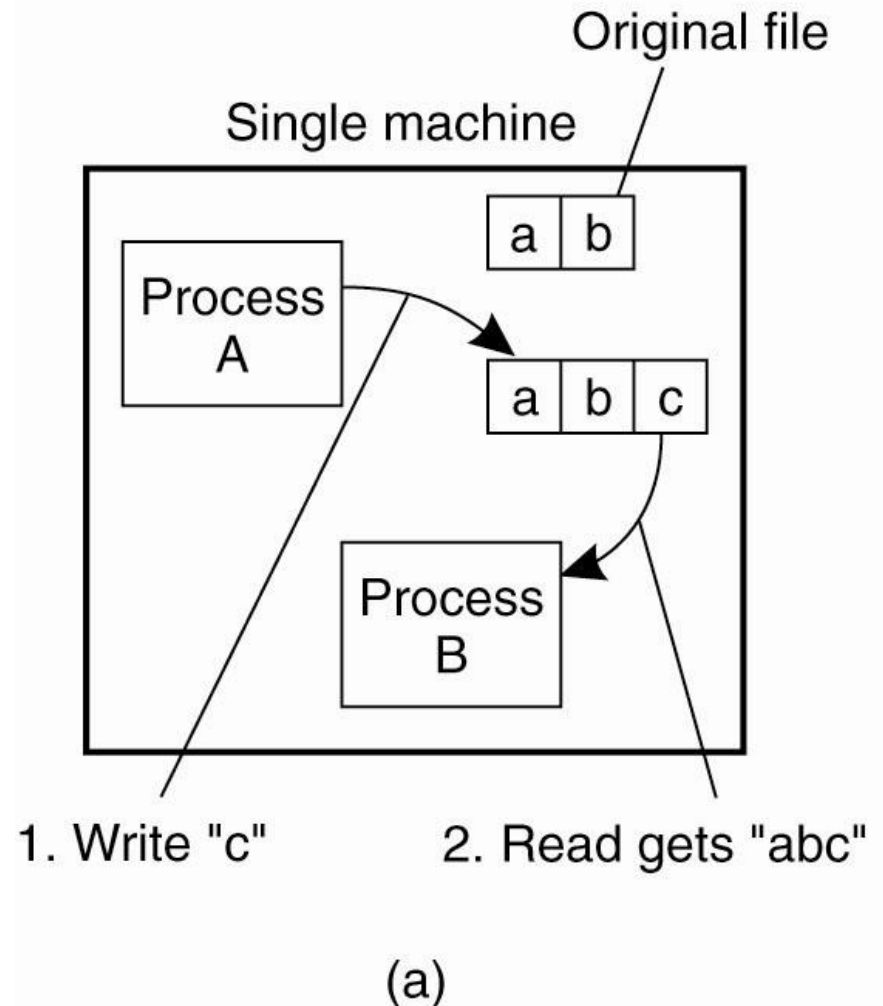 Original file
Single machine
a b
Process
A
a b c
Process
B
1. Write "c"
2. Read gets "abc"
(a)